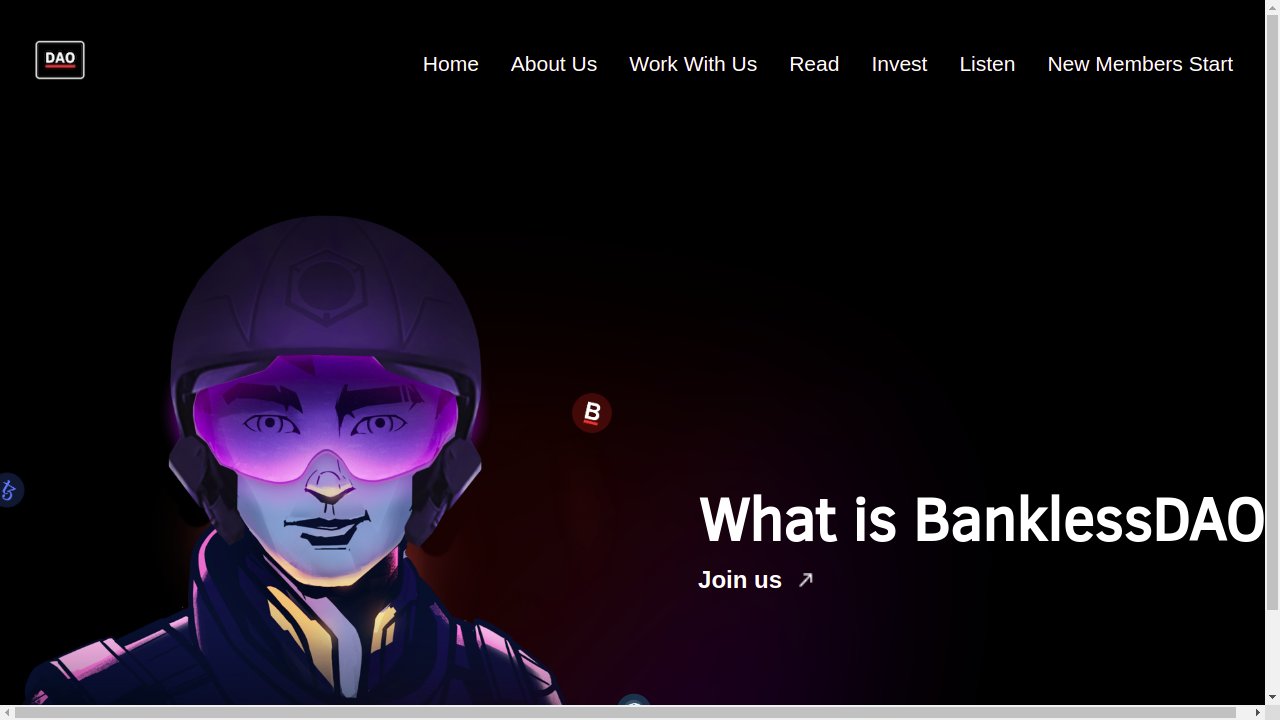 DAO
Home About Us Work With Us Read Invest Listen New Members Start
B
What is BanklessDAO
Join us